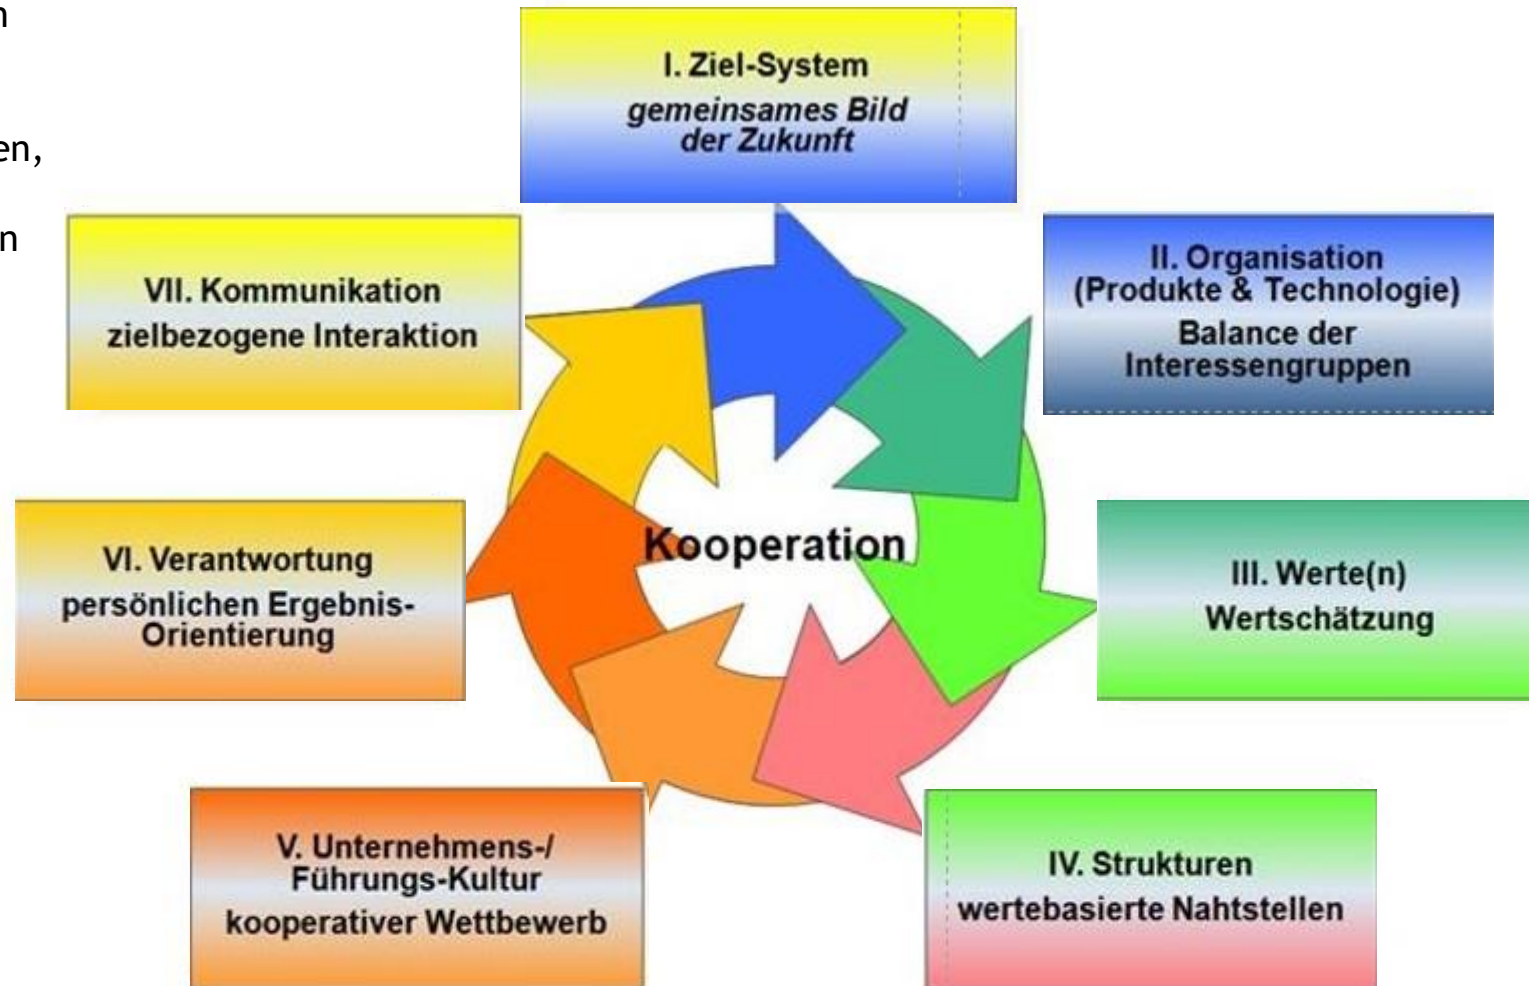 n
en,
n
I. Ziel-System
gemeinsames Bild
der Zukunft
II. Organisation
(Produkte & Technologie)
Balance der
Interessengruppen
III. Werte(n)
Wertschätzung
IV. Strukturen
wertebasierte Nahtstellen
V. Unternehmens-/
Führungs-Kultur
kooperativer Wettbewerb
VI. Verantwortung
persönlichen Ergebnis-
Orientierung
VII. Kommunikation
zielbezogene Interaktion
Kooperation